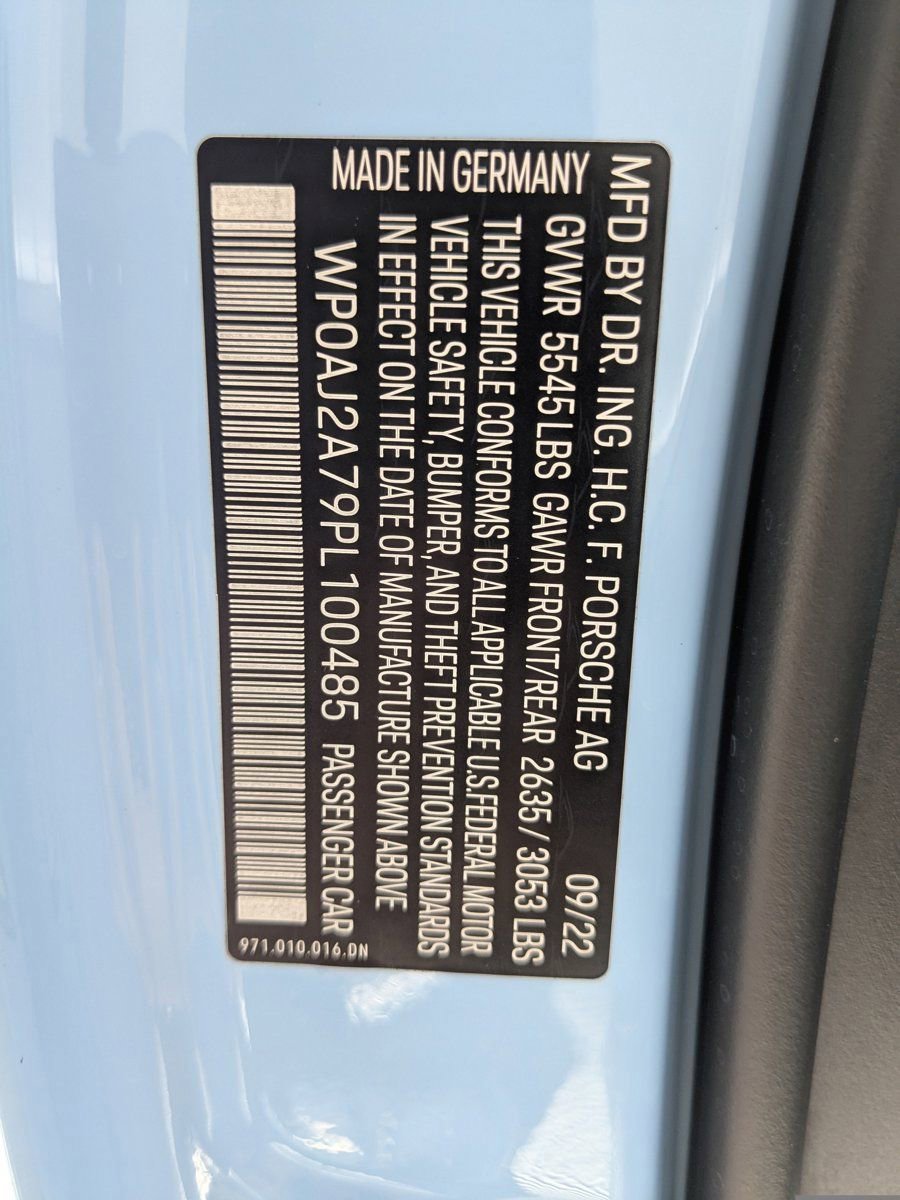 MFD BY DR. ING. H.C. F. PORSCHE AG 09/22
GVWR 5545 LBS GAWR FRONT/REAR 2635 / 3053 LBS
THIS VEHICLE CONFORMS TO ALL APPLICABLE U.S.FEDERAL MOTOR
VEHICLE SAFETY, BUMPER, AND THEFT PREVENTION STANDARDS
IN EFFECT ON THE DATE OF MANUFACTURE SHOWN ABOVE
MADE IN GERMANY
WP0AJ2A79PL100485 PASSENGER CAR
971.010.016.DN